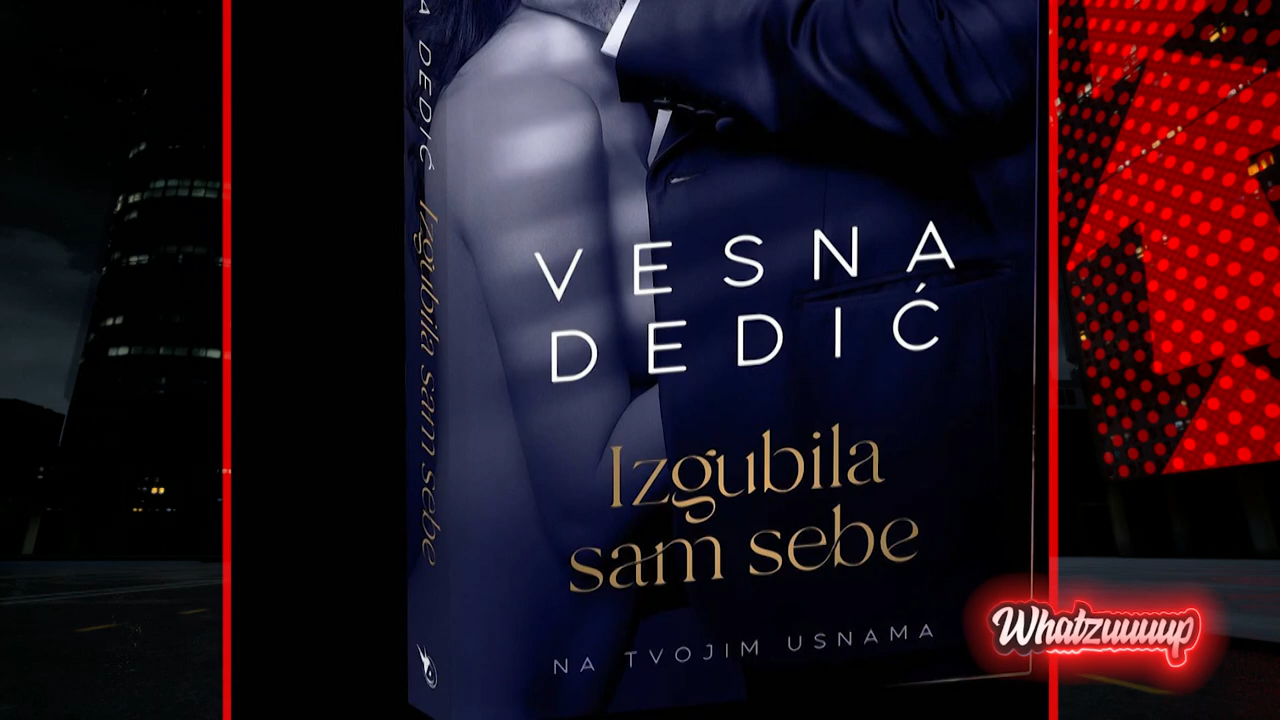 A DEDIĆ Izgubila sam sebe
VESNA
DEDIĆ
Izgubila
sam sebe
NA TVOJIM USNAMA
Whatzuuuup